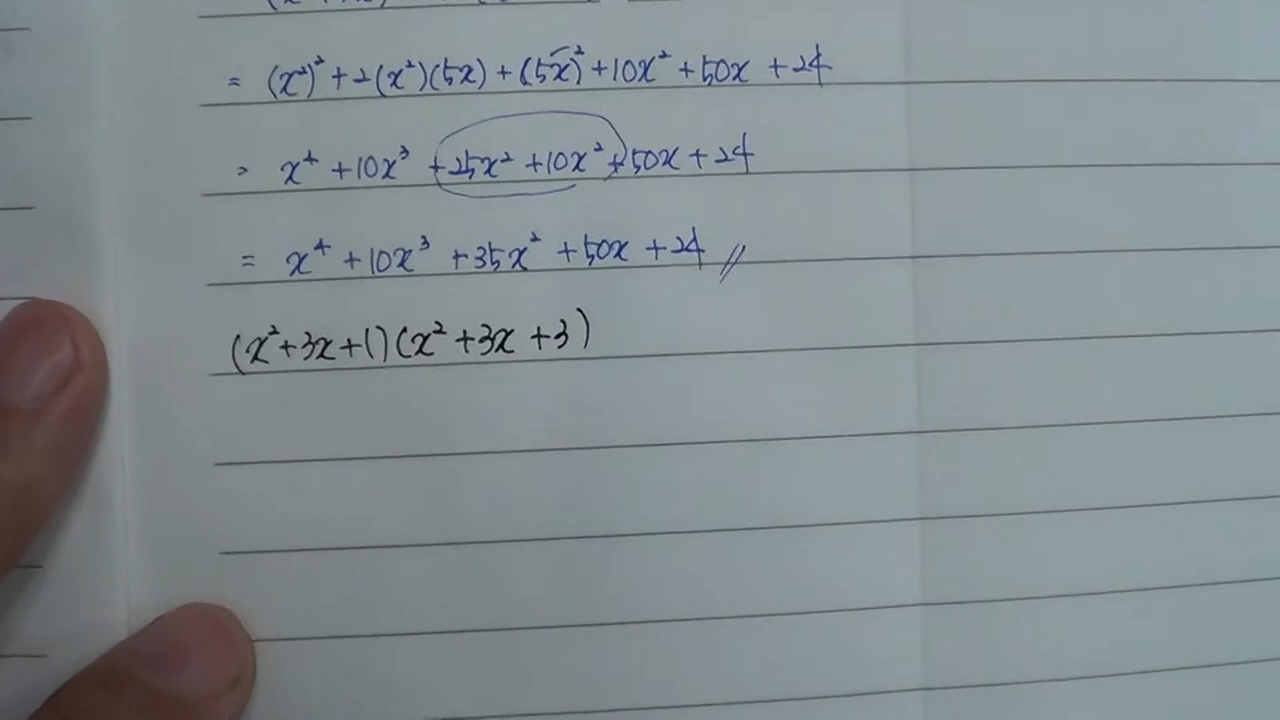 = (x²)² + 2(x²)(5x) + (5x)² + 10x² + 50x + 24
= x⁴ + 10x³ + 25x² + 10x² + 50x + 24
= x⁴ + 10x³ + 35x² + 50x + 24 //
(x² + 3x + 1)(x² + 3x + 3)